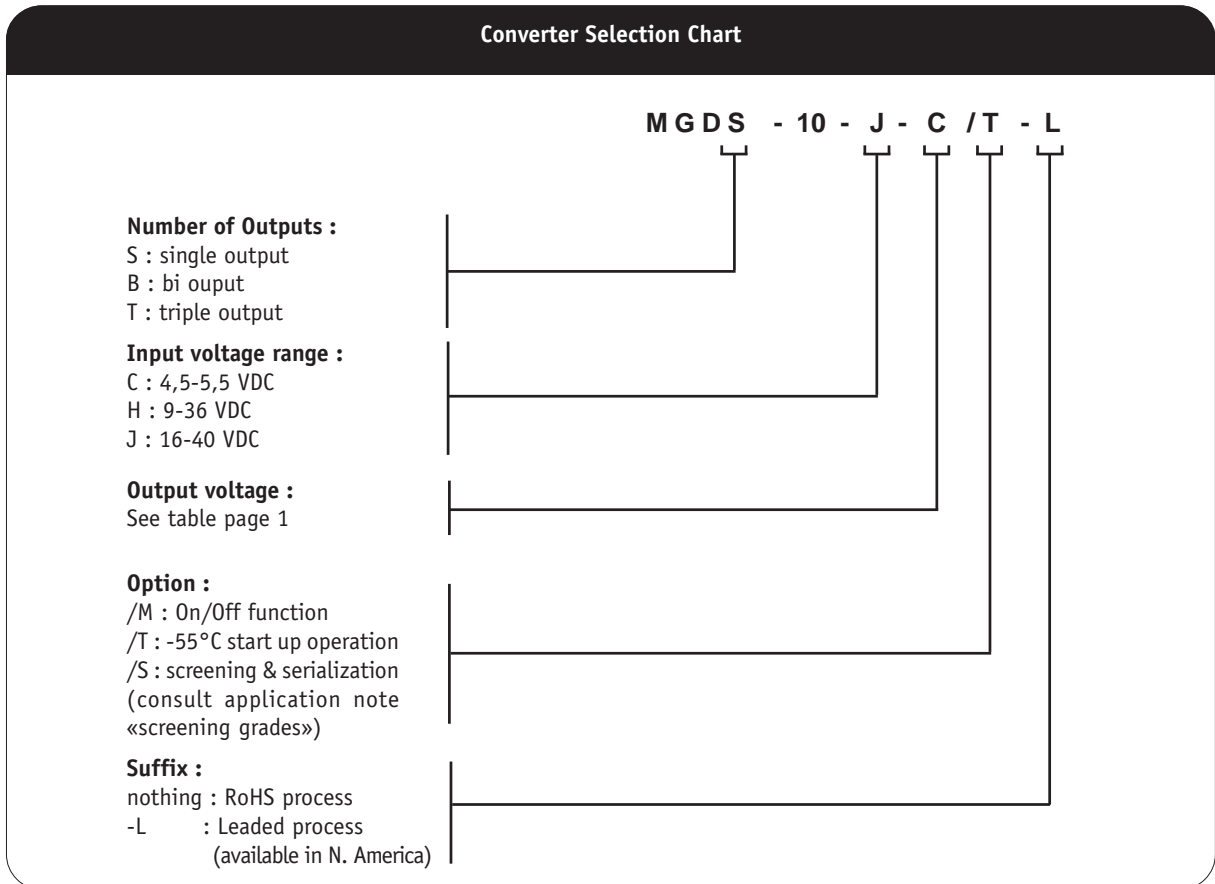 Converter Selection Chart
MGDS - 10 - J - C /T - L
Number of Outputs :
S : single output
B : bi ouput
T : triple output
Input voltage range :
C : 4,5-5,5 VDC
H : 9-36 VDC
J : 16-40 VDC
Output voltage :
See table page 1
Option :
/M : On/Off function
/T : -55°C start up operation
/S : screening & serialization
(consult application note
«screening grades»)
Suffix :
nothing : RoHS process
-L : Leaded process
(available in N. America)